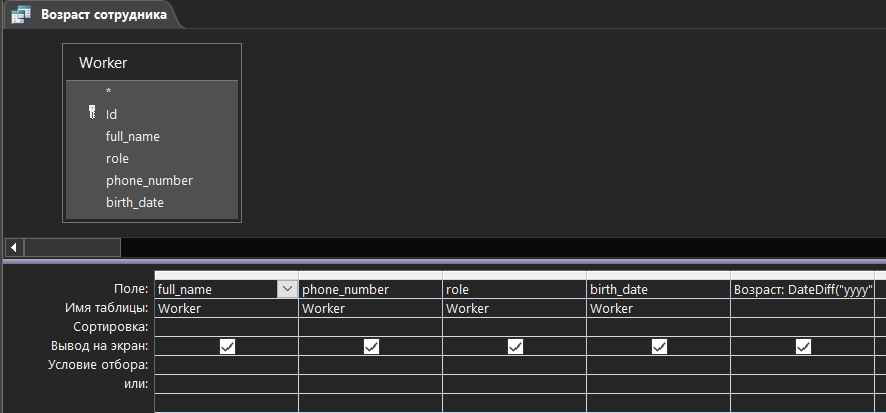 Возраст сотрудника
Worker
*
Id
full_name
role
phone_number
birth_date
Поле: full_name phone_number role birth_date Возраст: DateDiff("yyyy"
Имя таблицы: Worker Worker Worker Worker
Сортировка:
Вывод на экран:
Условие отбора:
или: